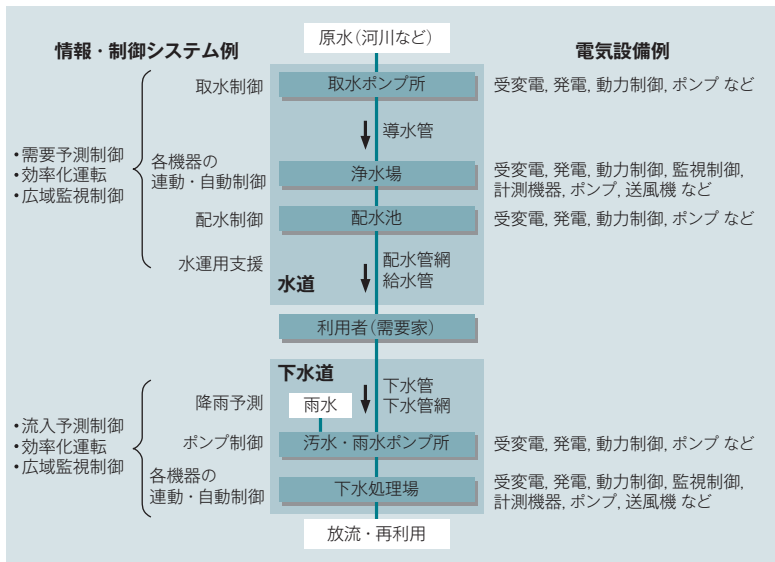 原水（河川など）
情報・制御システム例
電気設備例
取水制御
取水ポンプ所
受変電, 発電, 動力制御, ポンプ など
導水管
・需要予測制御
・効率化運転
・広域監視制御
各機器の
連動・自動制御
浄水場
受変電, 発電, 動力制御, 監視制御,
計測機器, ポンプ, 送風機 など
配水制御
配水池
受変電, 発電, 動力制御, ポンプ など
水運用支援
配水管網
給水管
水道
利用者（需要家）
下水道
下水管
下水管網
降雨予測
雨水
・流入予測制御
・効率化運転
・広域監視制御
ポンプ制御
汚水・雨水ポンプ所
受変電, 発電, 動力制御, ポンプ など
各機器の
連動・自動制御
下水処理場
受変電, 発電, 動力制御, 監視制御,
計測機器, ポンプ, 送風機 など
放流・再利用